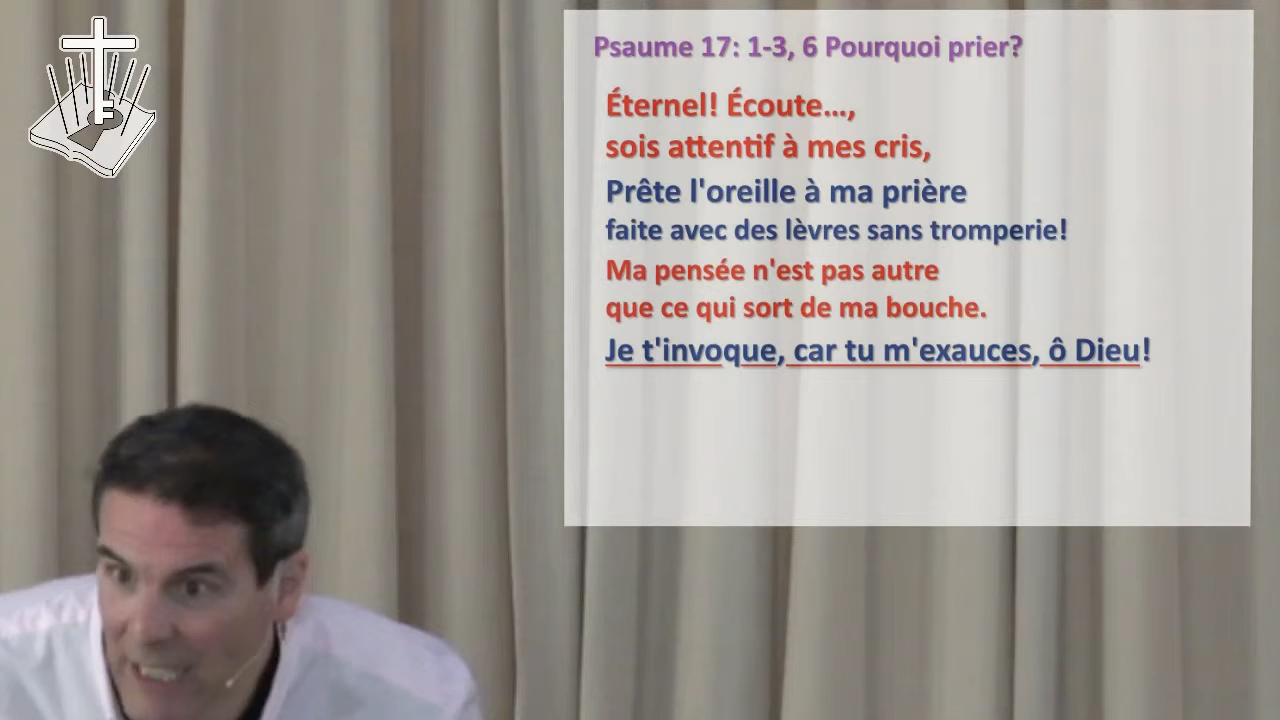 Psaume 17: 1-3, 6 Pourquoi prier?
Éternel! Écoute...,
sois attentif à mes cris,
Prête l'oreille à ma prière
faite avec des lèvres sans tromperie!
Ma pensée n'est pas autre
que ce qui sort de ma bouche.
Je t'invoque, car tu m'exauces, ô Dieu!